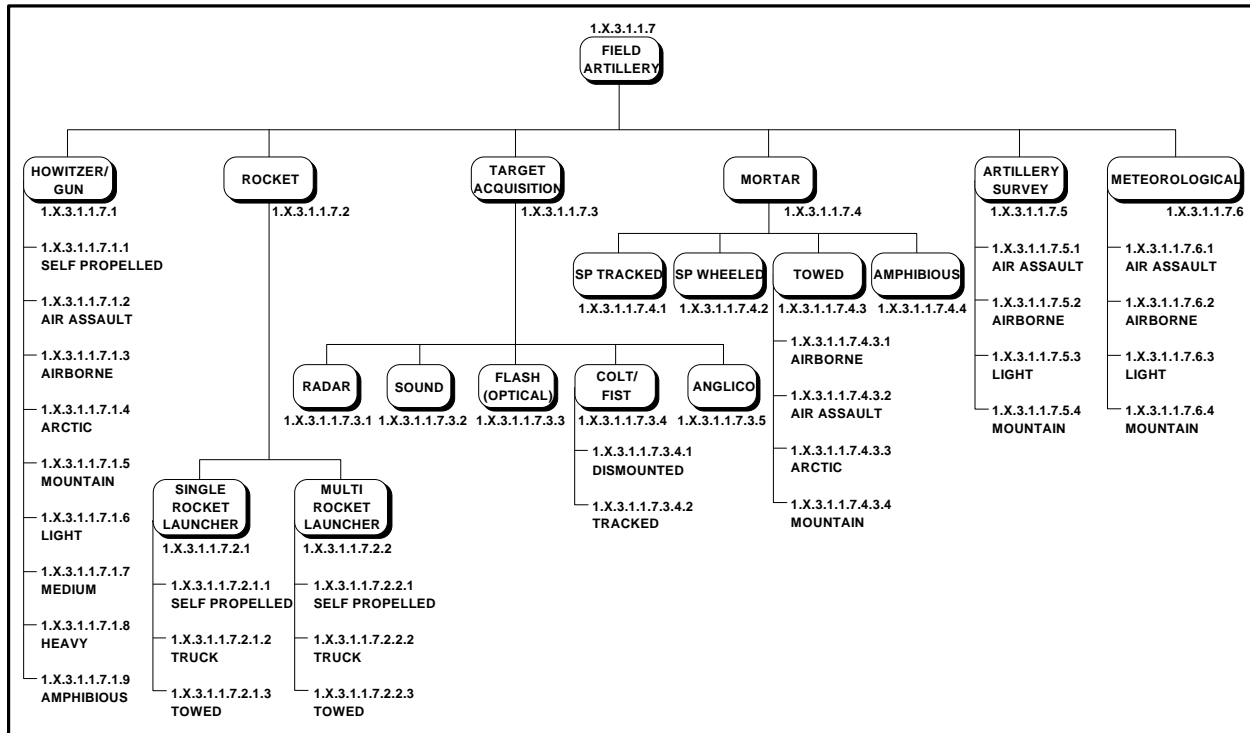 1.X.3.1.1.7
FIELD
ARTILLERY
HOWITZER/
GUN
1.X.3.1.1.7.1
1.X.3.1.1.7.1.1
SELF PROPELLED
1.X.3.1.1.7.1.2
AIR ASSAULT
1.X.3.1.1.7.1.3
AIRBORNE
1.X.3.1.1.7.1.4
ARCTIC
1.X.3.1.1.7.1.5
MOUNTAIN
1.X.3.1.1.7.1.6
LIGHT
1.X.3.1.1.7.1.7
MEDIUM
1.X.3.1.1.7.1.8
HEAVY
1.X.3.1.1.7.1.9
AMPHIBIOUS
ROCKET
1.X.3.1.1.7.2
SINGLE
ROCKET
LAUNCHER
1.X.3.1.1.7.2.1
1.X.3.1.1.7.2.1.1
SELF PROPELLED
1.X.3.1.1.7.2.1.2
TRUCK
1.X.3.1.1.7.2.1.3
TOWED
MULTI
ROCKET
LAUNCHER
1.X.3.1.1.7.2.2
1.X.3.1.1.7.2.2.1
SELF PROPELLED
1.X.3.1.1.7.2.2.2
TRUCK
1.X.3.1.1.7.2.2.3
TOWED
TARGET
ACQUISITION
1.X.3.1.1.7.3
RADAR
1.X.3.1.1.7.3.1
SOUND
1.X.3.1.1.7.3.2
FLASH
(OPTICAL)
1.X.3.1.1.7.3.3
COLT/
FIST
1.X.3.1.1.7.3.4
1.X.3.1.1.7.3.4.1
DISMOUNTED
1.X.3.1.1.7.3.4.2
TRACKED
ANGLICO
1.X.3.1.1.7.3.5
MORTAR
1.X.3.1.1.7.4
SP TRACKED
1.X.3.1.1.7.4.1
SP WHEELED
1.X.3.1.1.7.4.2
TOWED
1.X.3.1.1.7.4.3
1.X.3.1.1.7.4.3.1
AIRBORNE
1.X.3.1.1.7.4.3.2
AIR ASSAULT
1.X.3.1.1.7.4.3.3
ARCTIC
1.X.3.1.1.7.4.3.4
MOUNTAIN
AMPHIBIOUS
1.X.3.1.1.7.4.4
ARTILLERY
SURVEY
1.X.3.1.1.7.5
1.X.3.1.1.7.5.1
AIR ASSAULT
1.X.3.1.1.7.5.2
AIRBORNE
1.X.3.1.1.7.5.3
LIGHT
1.X.3.1.1.7.5.4
MOUNTAIN
METEOROLOGICAL
1.X.3.1.1.7.6
1.X.3.1.1.7.6.1
AIR ASSAULT
1.X.3.1.1.7.6.2
AIRBORNE
1.X.3.1.1.7.6.3
LIGHT
1.X.3.1.1.7.6.4
MOUNTAIN